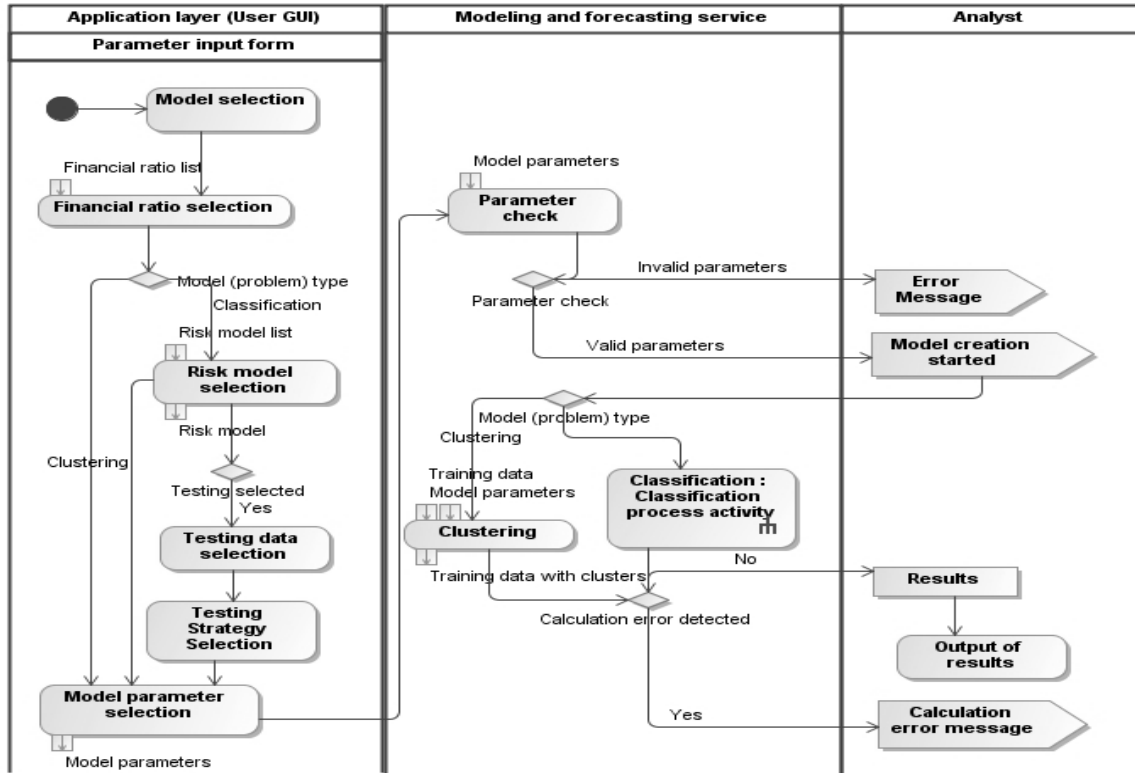 Application layer (User GUI)
Modeling and forecasting service
Analyst
Parameter input form
Model selection
Financial ratio list
Financial ratio selection
Model (problem) type
Classification
Risk model list
Risk model
selection
Risk model
Clustering
Testing selected
Yes
Testing data
selection
Testing
Strategy
Selection
Model parameter
selection
Model parameters
Model parameters
Parameter
check
Invalid parameters
Parameter check
Valid parameters
Error
Message
Model creation
started
Model (problem) type
Clustering
Training data
Model parameters
Clustering
Training data with clusters
Classification :
Classification
process activity
No
Calculation error detected
Yes
Results
Output of
results
Calculation
error message